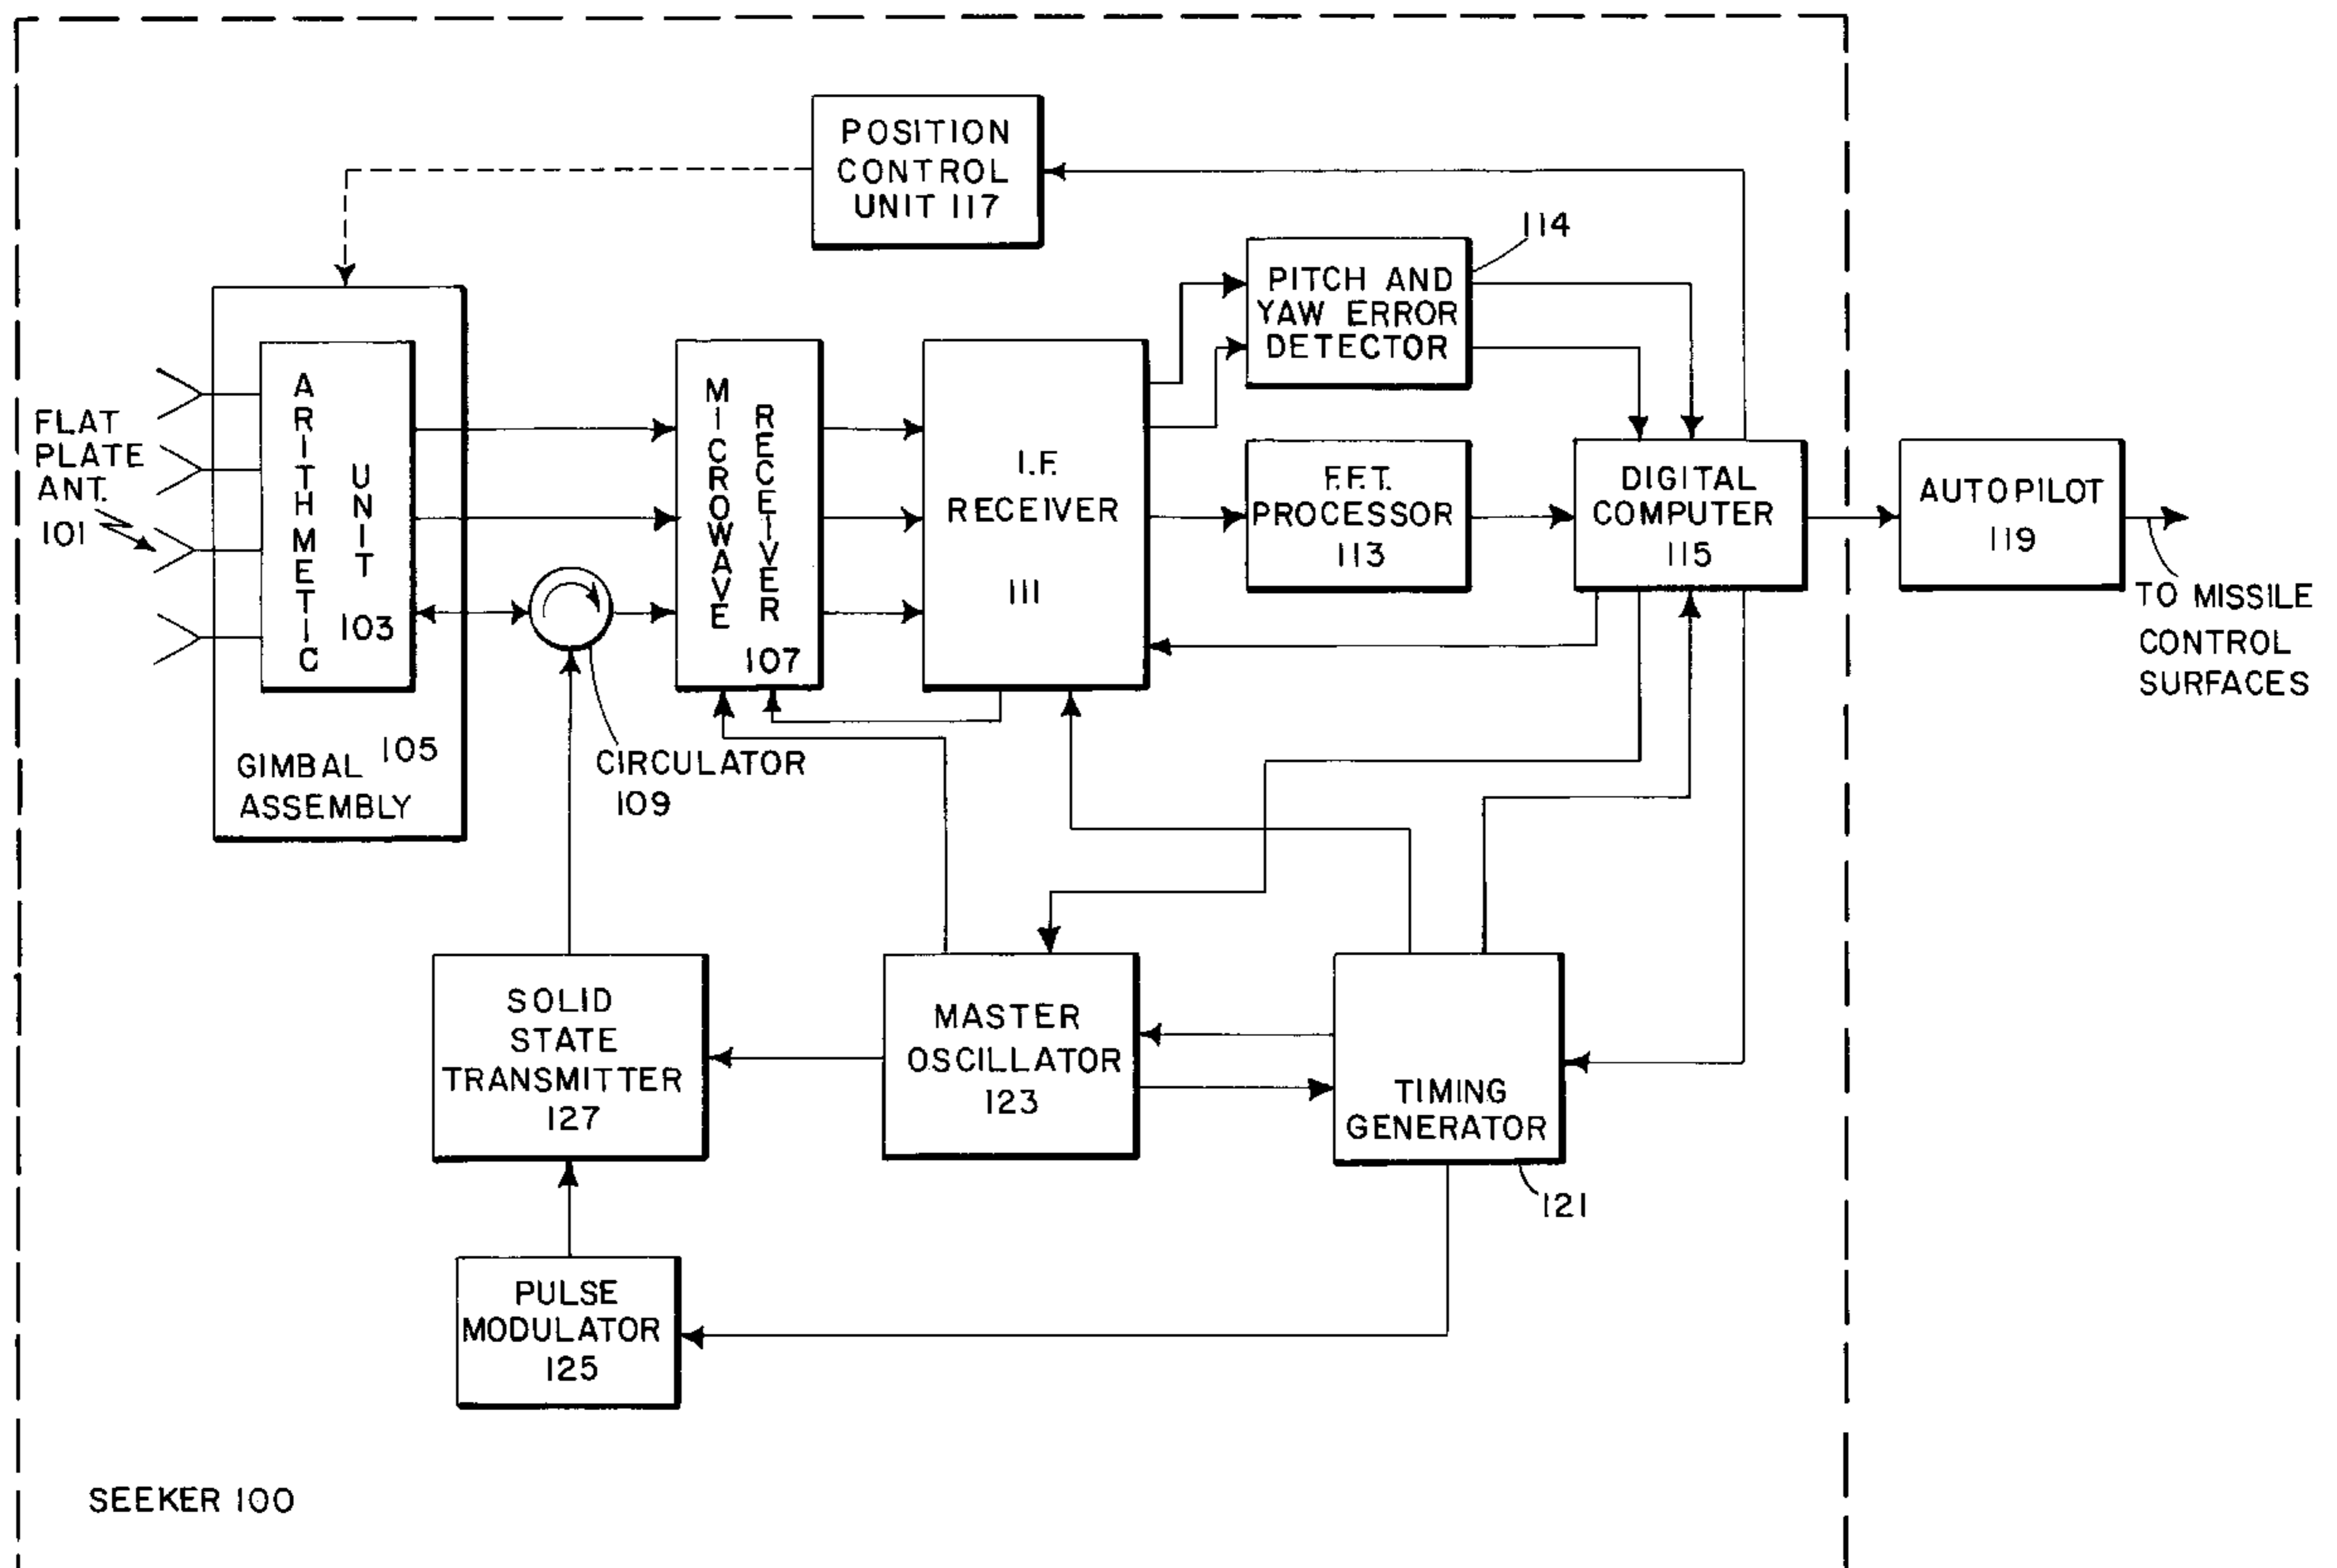 POSITION
CONTROL
UNIT 117
114
PITCH AND
YAW ERROR
DETECTOR
FLAT
PLATE
ANT.
101
ARITHMETIC
UNIT
103
GIMBAL 105
ASSEMBLY
MICROWAVE
RECEIVER
107
CIRCULATOR
109
I.F.
RECEIVER
111
F.F.T.
PROCESSOR
113
DIGITAL
COMPUTER
115
AUTOPILOT
119
TO MISSILE
CONTROL
SURFACES
SOLID
STATE
TRANSMITTER
127
MASTER
OSCILLATOR
123
TIMING
GENERATOR
121
PULSE
MODULATOR
125
SEEKER 100